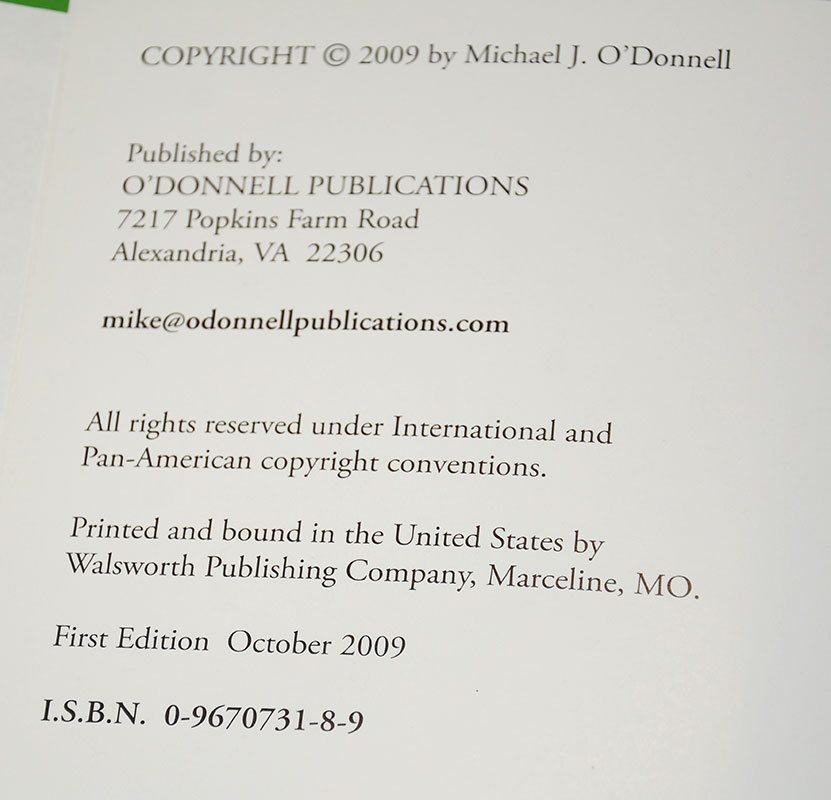 COPYRIGHT © 2009 by Michael J. O'Donnell
Published by:
O'DONNELL PUBLICATIONS
7217 Popkins Farm Road
Alexandria, VA 22306
mike@odonnellpublications.com
All rights reserved under International and
Pan-American copyright conventions.
Printed and bound in the United States by
Walsworth Publishing Company, Marceline, MO.
First Edition October 2009
I.S.B.N. 0-9670731-8-9